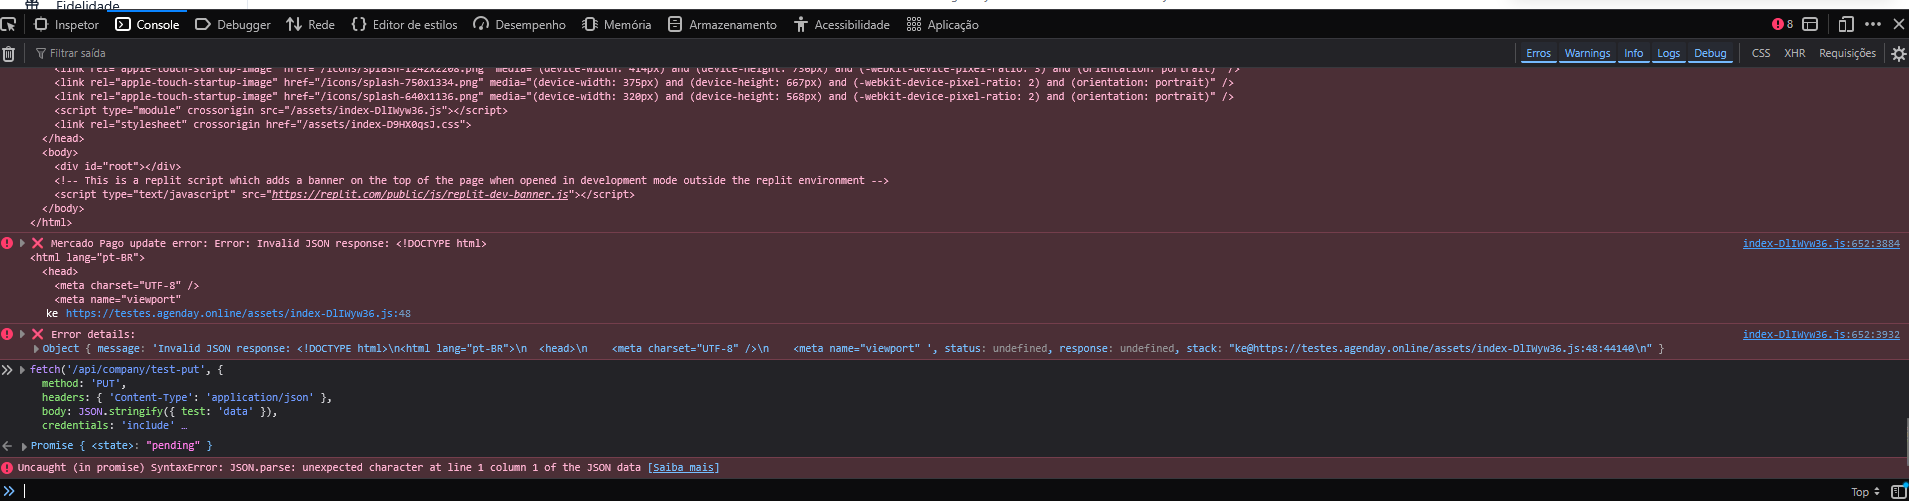 Fidelidade
Inspetor Console Debugger Rede Editor de estilos Desempenho Memória Armazenamento Acessibilidade Aplicação 8
Filtrar saída Erros Warnings Info Logs Debug CSS XHR Requisições
<link rel="apple-touch-startup-image" href="/icons/splash-1242x2208.png" media="(device-width: 414px) and (device-height: 736px) and (-webkit-device-pixel-ratio: 3) and (orientation: portrait)" />
<link rel="apple-touch-startup-image" href="/icons/splash-750x1334.png" media="(device-width: 375px) and (device-height: 667px) and (-webkit-device-pixel-ratio: 2) and (orientation: portrait)" />
<link rel="apple-touch-startup-image" href="/icons/splash-640x1136.png" media="(device-width: 320px) and (device-height: 568px) and (-webkit-device-pixel-ratio: 2) and (orientation: portrait)" />
<script type="module" crossorigin src="/assets/index-DlIWyw36.js"></script>
<link rel="stylesheet" crossorigin href="/assets/index-D9HX0qsJ.css">
</head>
<body>
<div id="root"></div>
<!-- This is a replit script which adds a banner on the top of the page when opened in development mode outside the replit environment -->
<script type="text/javascript" src="https://replit.com/public/js/replit-dev-banner.js"></script>
</body>
</html>
❌ Mercado Pago update error: Error: Invalid JSON response: <!DOCTYPE html> index-DlIWyw36.js:652:3884
<html lang="pt-BR">
<head>
<meta charset="UTF-8" />
<meta name="viewport"
ke https://testes.agenday.online/assets/index-DlIWyw36.js:48
❌ Error details: index-DlIWyw36.js:652:3932
Object { message: 'Invalid JSON response: <!DOCTYPE html>\n<html lang="pt-BR">\n  <head>\n    <meta charset="UTF-8" />\n    <meta name="viewport" ', status: undefined, response: undefined, stack: "ke@https://testes.agenday.online/assets/index-DlIWyw36.js:48:44140\n" }
fetch('/api/company/test-put', {
method: 'PUT',
headers: { 'Content-Type': 'application/json' },
body: JSON.stringify({ test: 'data' }),
credentials: 'include' …
Promise { <state>: "pending" }
Uncaught (in promise) SyntaxError: JSON.parse: unexpected character at line 1 column 1 of the JSON data [Saiba mais]
Top